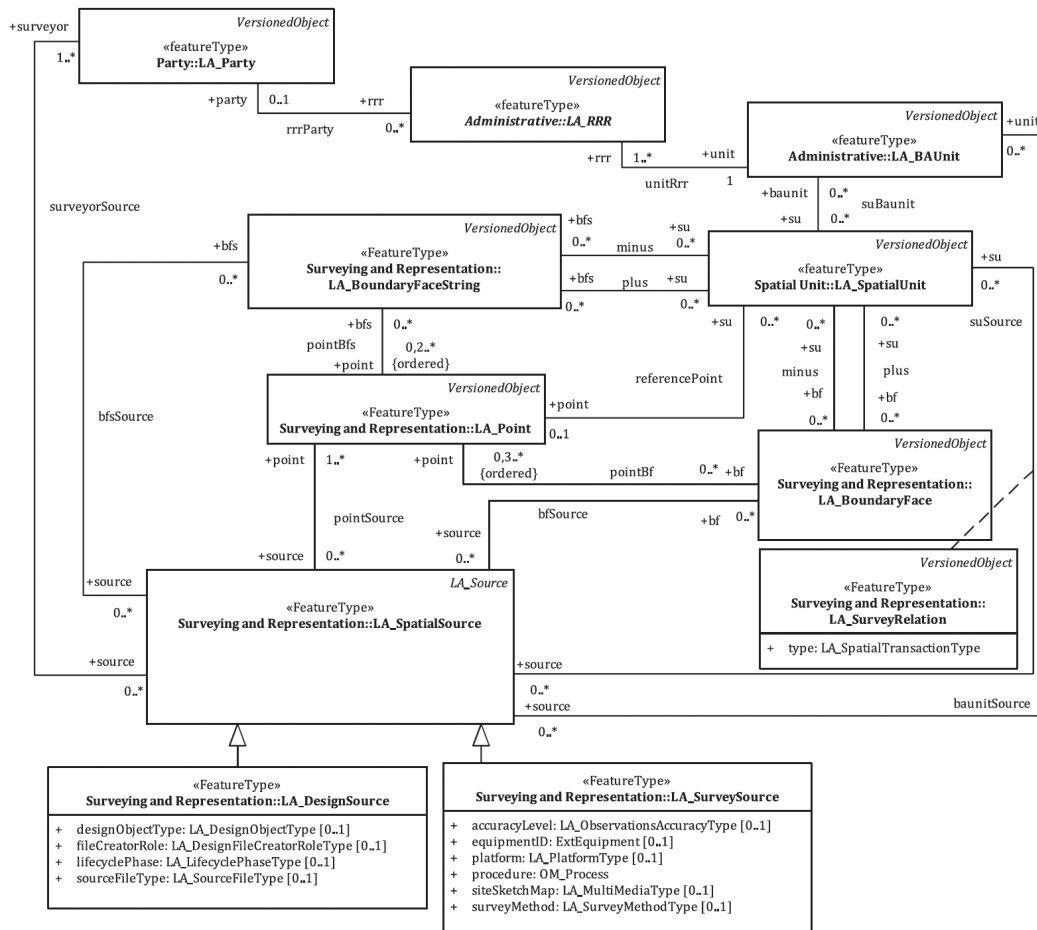 +surveyor
1..*
VersionedObject
«featureType»
Party::LA_Party
+party
0..1
+rrr
0..*
rrrParty
VersionedObject
«featureType»
Administrative::LA_RRR
+rrr
1..*
+unit
1
unitRrr
VersionedObject
«featureType»
Administrative::LA_BAUnit
+unit
0..*
+baunit
0..*
suBaunit
+su
0..*
surveyorSource
+bfs
0..*
VersionedObject
«FeatureType»
Surveying and Representation::
LA_BoundaryFaceString
+bfs
0..*
minus
+su
0..*
+bfs
0..*
plus
+su
0..*
VersionedObject
«featureType»
Spatial Unit::LA_SpatialUnit
+su
0..*
suSource
+bfs
0..*
pointBfs
0,2..*
{ordered}
+point
+su
0..*
referencePoint
0..*
+su
minus
+bf
0..*
0..*
+su
plus
+bf
0..*
bfsSource
VersionedObject
«FeatureType»
Surveying and Representation::LA_Point
+point
0..1
+point
1..*
+point
0,3..*
{ordered}
pointBf
0..*
+bf
VersionedObject
«FeatureType»
Surveying and Representation::
LA_BoundaryFace
pointSource
+source
0..*
bfSource
+bf
0..*
+source
0..*
VersionedObject
«FeatureType»
Surveying and Representation::
LA_SurveyRelation
+ type: LA_SpatialTransactionType
+source
0..*
LA_Source
«FeatureType»
Surveying and Representation::LA_SpatialSource
+source
0..*
+source
0..*
+source
0..*
baunitSource
«FeatureType»
Surveying and Representation::LA_DesignSource
+ designObjectType: LA_DesignObjectType [0..1]
+ fileCreatorRole: LA_DesignFileCreatorRoleType [0..1]
+ lifecyclePhase: LA_LifecyclePhaseType [0..1]
+ sourceFileType: LA_SourceFileType [0..1]
«FeatureType»
Surveying and Representation::LA_SurveySource
+ accuracyLevel: LA_ObservationsAccuracyType [0..1]
+ equipmentID: ExtEquipment [0..1]
+ platform: LA_PlatformType [0..1]
+ procedure: OM_Process
+ siteSketchMap: LA_MultiMediaType [0..1]
+ surveyMethod: LA_SurveyMethodType [0..1]